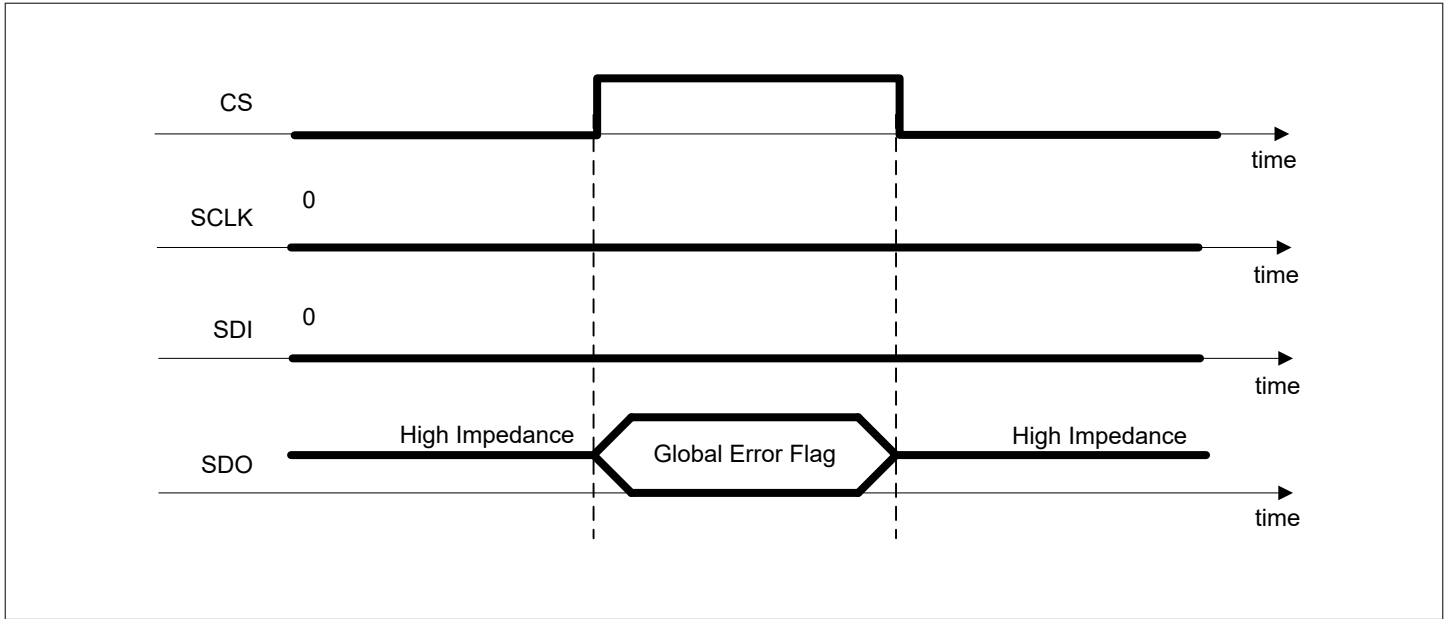 CS
time
0
SCLK
time
0
SDI
time
High Impedance
Global Error Flag
High Impedance
SDO
time